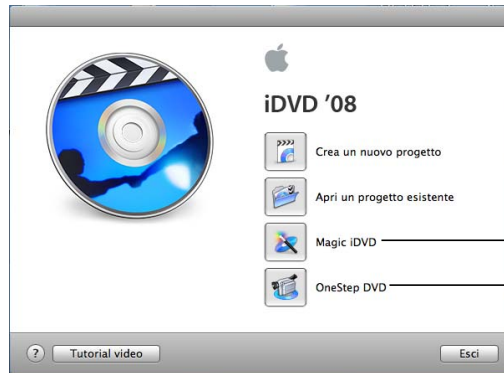 iDVD '08
Crea un nuovo progetto
Apri un progetto esistente
Magic iDVD
OneStep DVD
? Tutorial video Esci